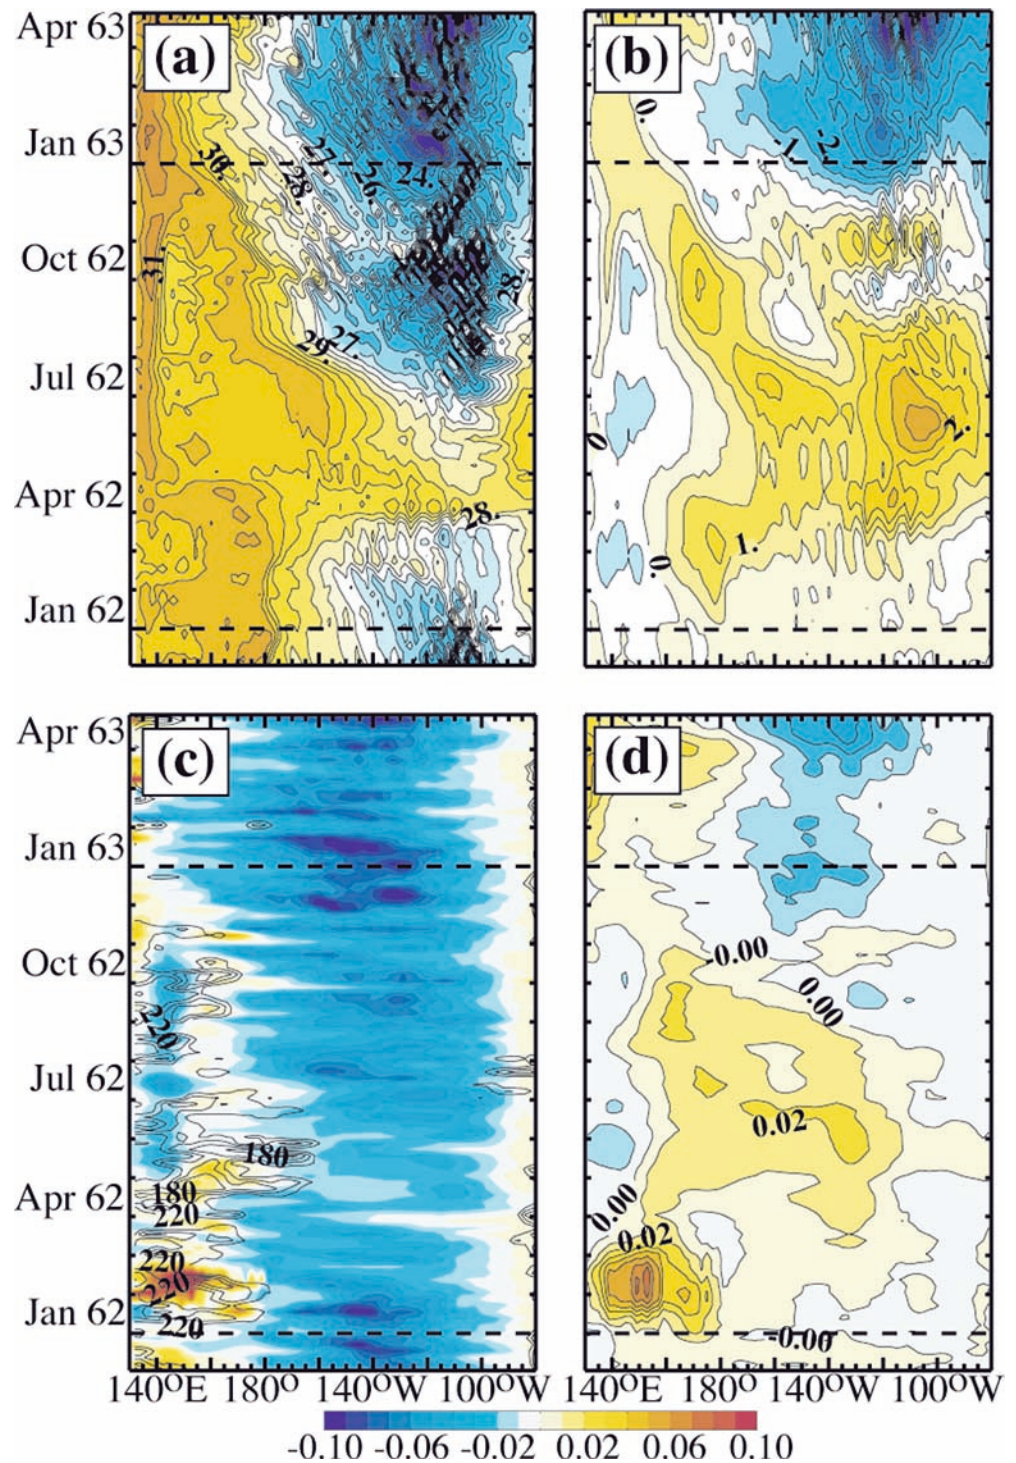 Apr 63
Jan 63
Oct 62
Jul 62
Apr 62
Jan 62
(a)
30.
27.
28.
26.
24.
31.
28.
29.
27.
28.
(b)
0.
-1.
-2.
0
2.
1.
0.
Apr 63
Jan 63
Oct 62
Jul 62
Apr 62
Jan 62
(c)
220
180
180
220
220
220
220
(d)
-0.00
0.00
0.02
0.00
0.02
-0.00
140°E 180° 140°W 100°W
140°E 180° 140°W 100°W
-0.10 -0.06 -0.02 0.02 0.06 0.10